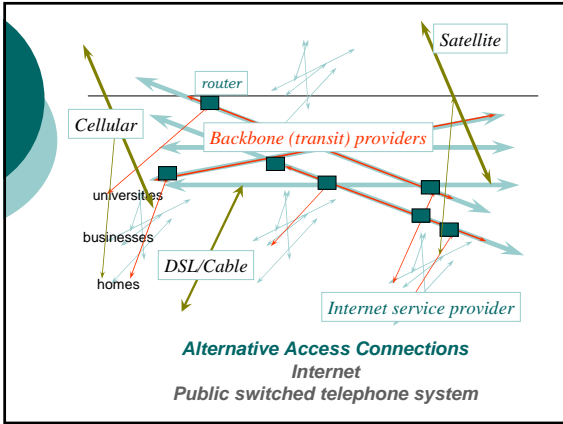 Satellite
router
Cellular
Backbone (transit) providers
universities
businesses
DSL/Cable
homes
Internet service provider
Alternative Access Connections
Internet
Public switched telephone system